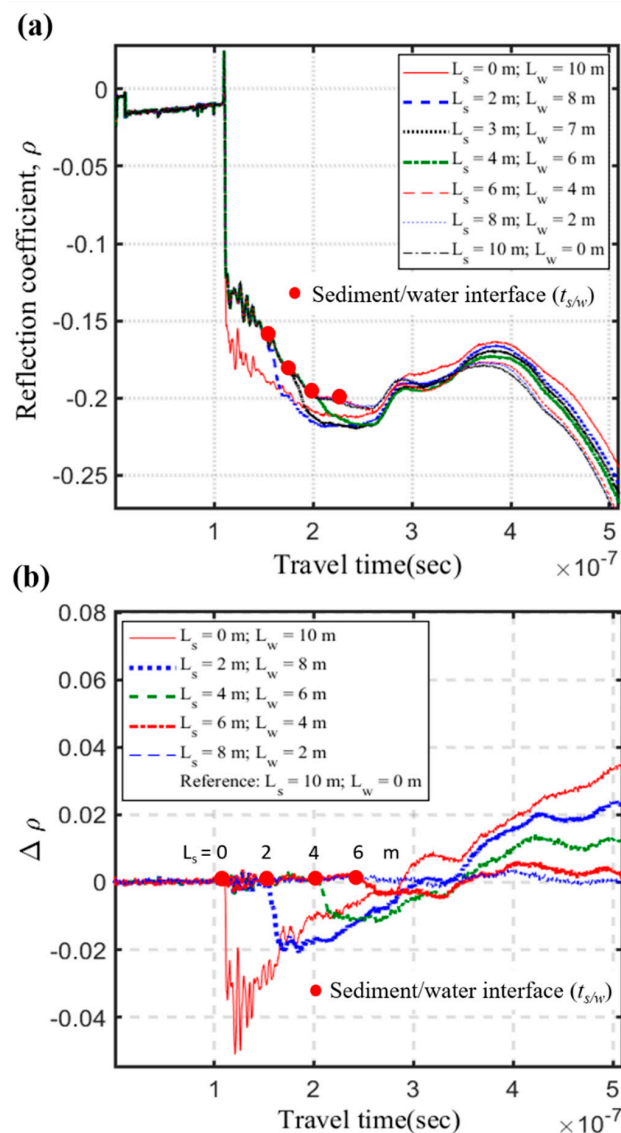 (a)
0
-0.05
-0.1
-0.15
-0.2
-0.25
Reflection coefficient, ρ
L_s = 0 m; L_w = 10 m
L_s = 2 m; L_w = 8 m
L_s = 3 m; L_w = 7 m
L_s = 4 m; L_w = 6 m
L_s = 6 m; L_w = 4 m
L_s = 8 m; L_w = 2 m
L_s = 10 m; L_w = 0 m
Sediment/water interface (t_{s/w})
1 2 3 4 5
Travel time(sec)
×10^{-7}
(b)
0.08
0.06
0.04
0.02
0
-0.02
-0.04
Δ ρ
L_s = 0 m; L_w = 10 m
L_s = 2 m; L_w = 8 m
L_s = 4 m; L_w = 6 m
L_s = 6 m; L_w = 4 m
L_s = 8 m; L_w = 2 m
Reference: L_s = 10 m; L_w = 0 m
L_s = 0 2 4 6 m
Sediment/water interface (t_{s/w})
1 2 3 4 5
Travel time(sec)
×10^{-7}